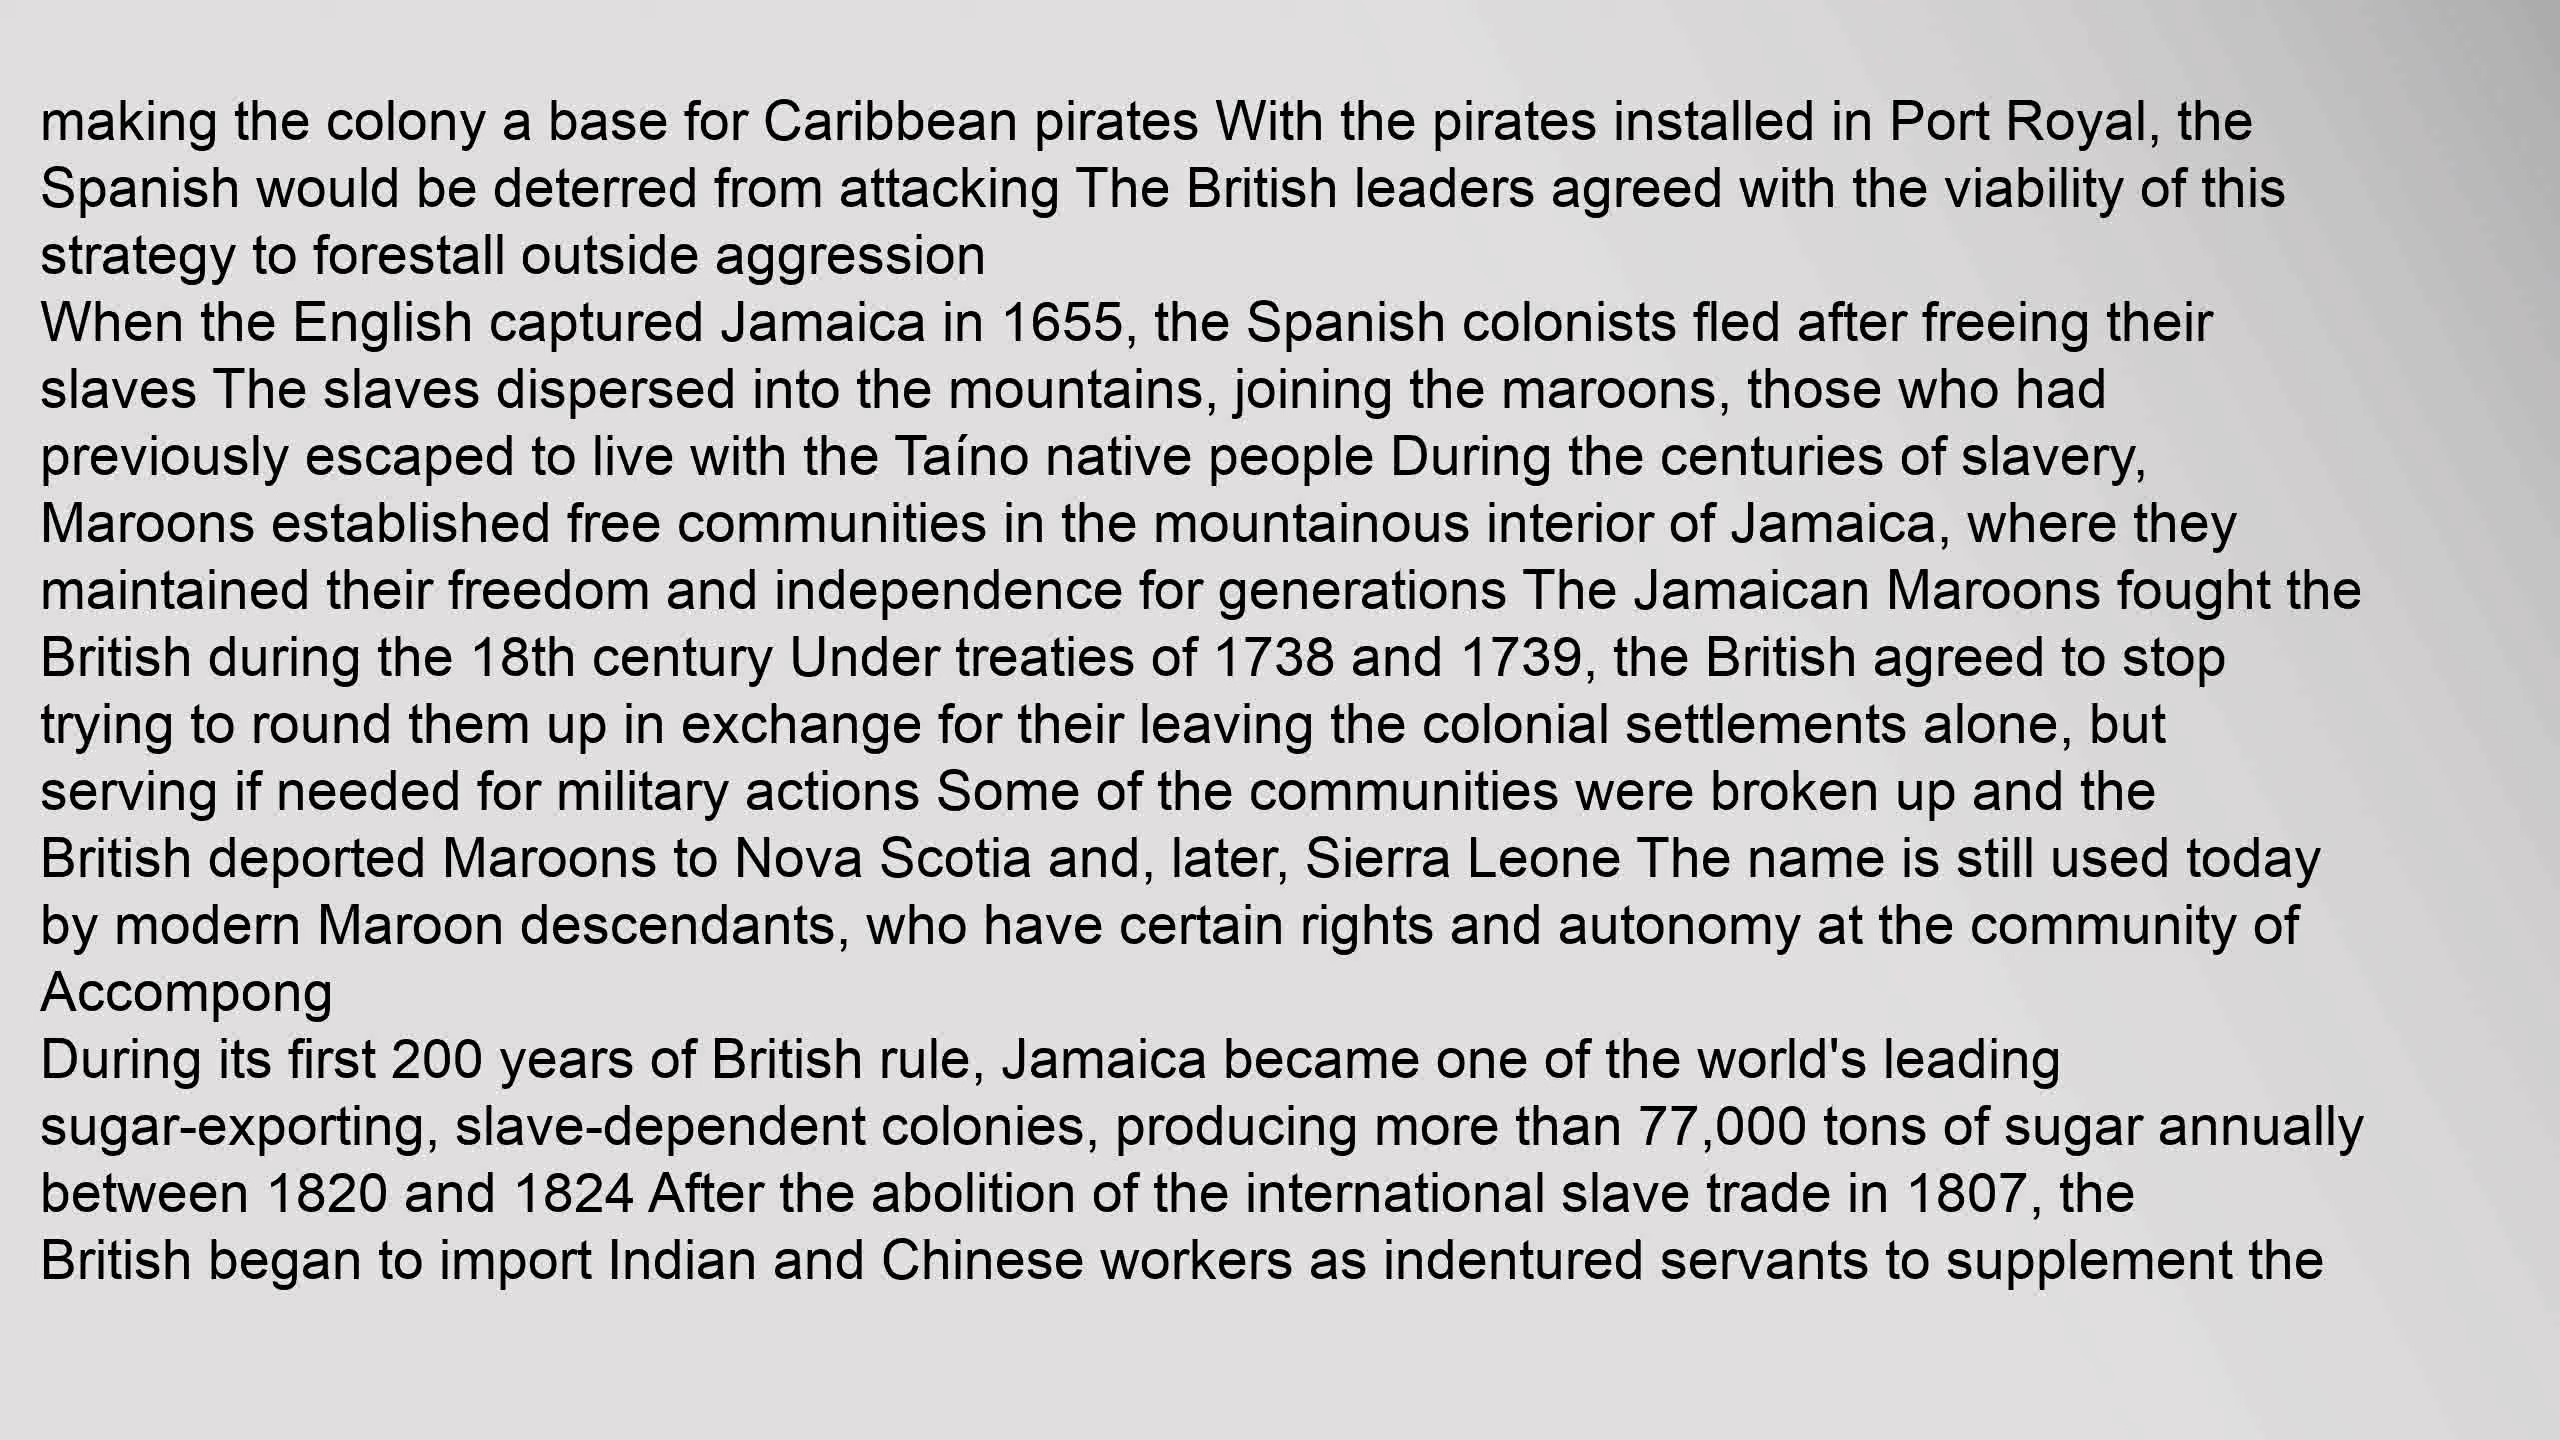 making the colony a base for Caribbean pirates With the pirates installed in Port Royal, the
Spanish would be deterred from attacking The British leaders agreed with the viability of this
strategy to forestall outside aggression
When the English captured Jamaica in 1655, the Spanish colonists fled after freeing their
slaves The slaves dispersed into the mountains, joining the maroons, those who had
previously escaped to live with the Taíno native people During the centuries of slavery,
Maroons established free communities in the mountainous interior of Jamaica, where they
maintained their freedom and independence for generations The Jamaican Maroons fought the
British during the 18th century Under treaties of 1738 and 1739, the British agreed to stop
trying to round them up in exchange for their leaving the colonial settlements alone, but
serving if needed for military actions Some of the communities were broken up and the
British deported Maroons to Nova Scotia and, later, Sierra Leone The name is still used today
by modern Maroon descendants, who have certain rights and autonomy at the community of
Accompong
During its first 200 years of British rule, Jamaica became one of the world's leading
sugar-exporting, slave-dependent colonies, producing more than 77,000 tons of sugar annually
between 1820 and 1824 After the abolition of the international slave trade in 1807, the
British began to import Indian and Chinese workers as indentured servants to supplement the